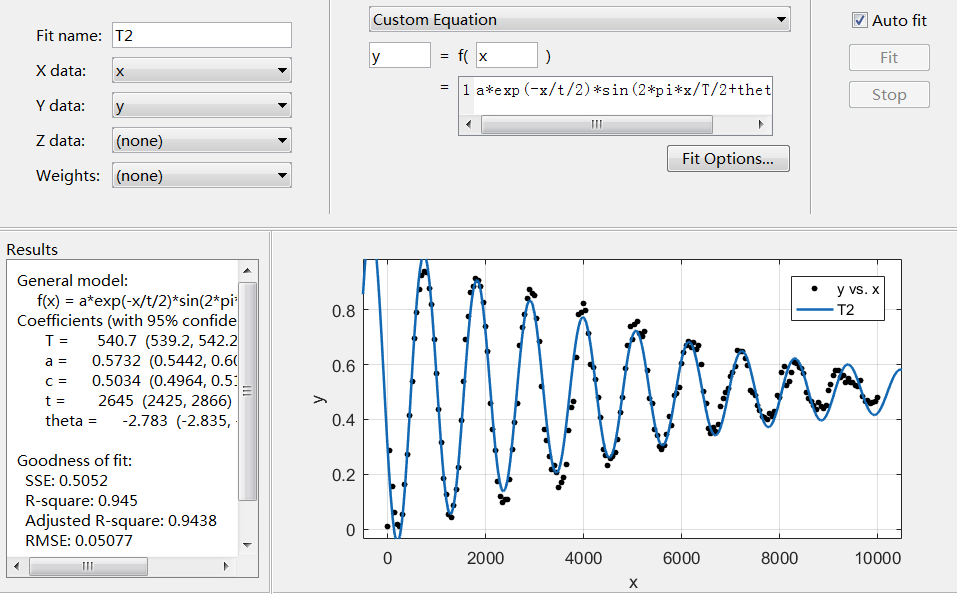 Fit name: T2
X data: x
Y data: y
Z data: (none)
Weights: (none)
Custom Equation
y = f( x )
= 1 a*exp(-x/t/2)*sin(2*pi*x/T/2+thet
Fit Options...
Auto fit
Fit
Stop
Results
General model:
f(x) = a*exp(-x/t/2)*sin(2*pi*
Coefficients (with 95% confide
T = 540.7 (539.2, 542.2
a = 0.5732 (0.5442, 0.60
c = 0.5034 (0.4964, 0.51
t = 2645 (2425, 2866)
theta = -2.783 (-2.835, -
Goodness of fit:
SSE: 0.5052
R-square: 0.945
Adjusted R-square: 0.9438
RMSE: 0.05077
y vs. x
T2
0.8
0.6
0.4
0.2
0
y
0 2000 4000 6000 8000 10000
x